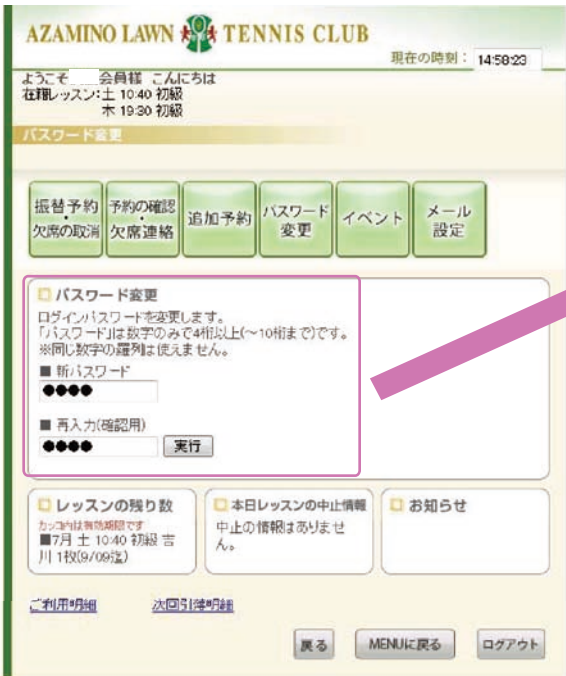 AZAMINO LAWN TENNIS CLUB
現在の時刻： 14:58:23
ようこそ 会員様 こんにちは
在籍レッスン：土 10:40 初級
木 19:30 初級
パスワード変更
振替予約・欠席の取消
予約の確認・欠席連絡
追加予約
パスワード変更
イベント
メール設定
パスワード変更
ログインパスワードを変更します。
「パスワード」は数字のみで4桁以上(～10桁まで)です。
※同じ数字の羅列は使えません。
■ 新パスワード
●●●●
■ 再入力(確認用)
●●●● 実行
レッスンの残り数
カッコ内は有効期限です
■7月 土 10:40 初級 吉
川 1枚(9/09迄)
本日レッスンの中止情報
中止の情報はありませ
ん。
お知らせ
ご利用明細 次回引落明細
戻る MENUに戻る ログアウト